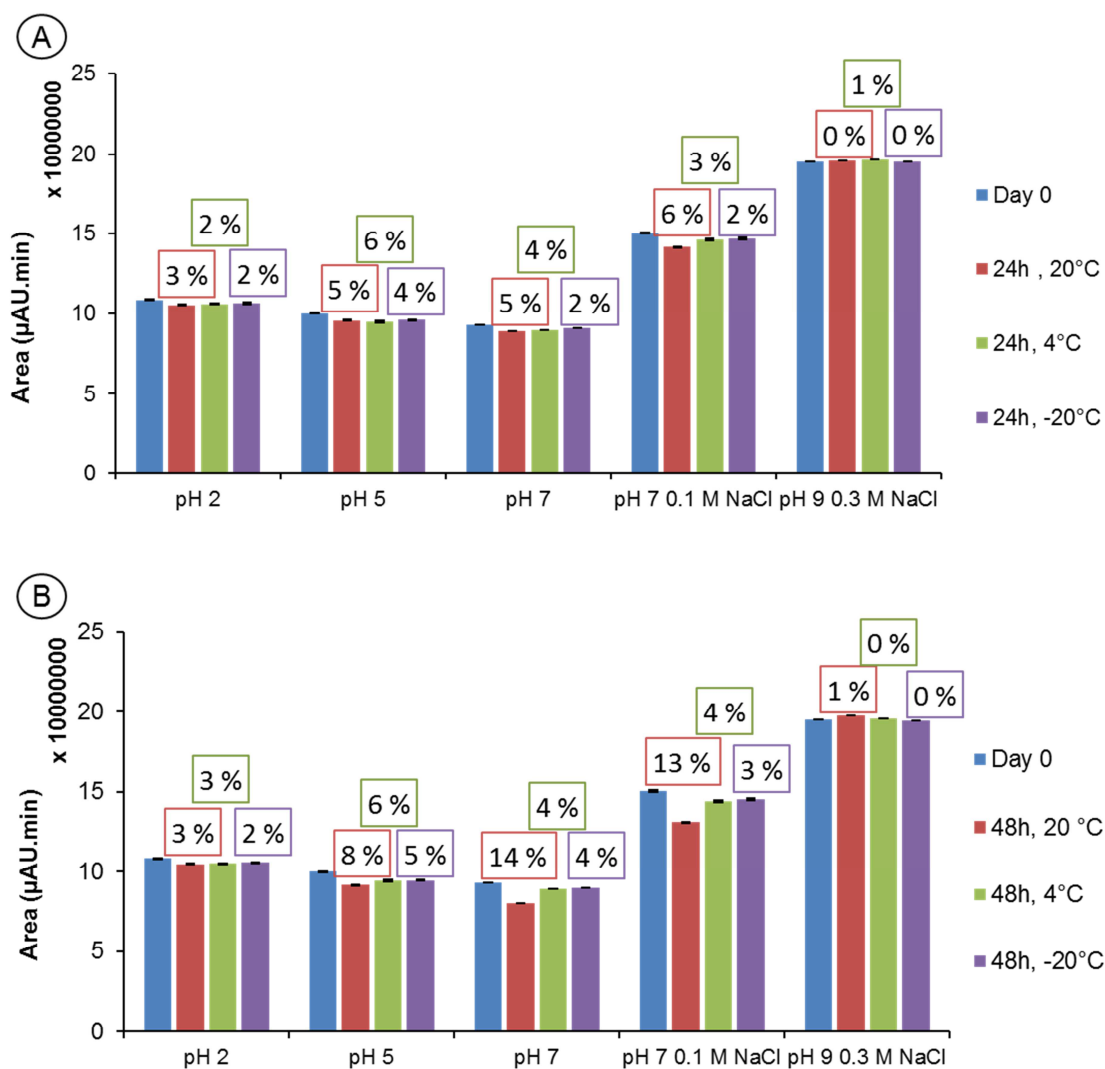 A
x 10000000
Area (µAU.min)
25
20
15
10
5
0
2 %
3 %
2 %
6 %
5 %
4 %
4 %
5 %
2 %
3 %
6 %
2 %
1 %
0 %
0 %
pH 2
pH 5
pH 7
pH 7 0.1 M NaCl
pH 9 0.3 M NaCl
Day 0
24h , 20°C
24h, 4°C
24h, -20°C
B
x 10000000
Area (µAU.min)
25
20
15
10
5
0
3 %
3 %
2 %
6 %
8 %
5 %
4 %
14 %
4 %
4 %
13 %
3 %
0 %
1 %
0 %
pH 2
pH 5
pH 7
pH 7 0.1 M NaCl
pH 9 0.3 M NaCl
Day 0
48h, 20 °C
48h, 4°C
48h, -20°C